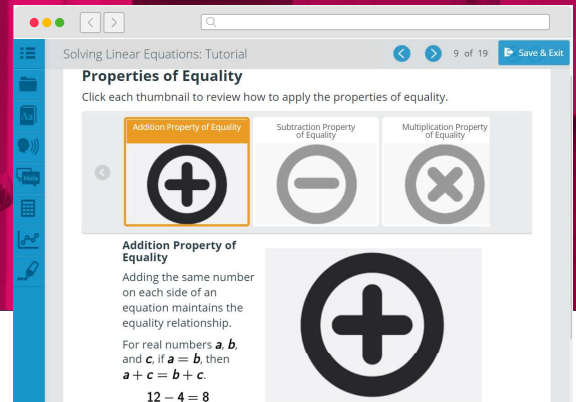 Solving Linear Equations: Tutorial
9 of 19
Save & Exit
Properties of Equality
Click each thumbnail to review how to apply the properties of equality.
Aa
Note
Addition Property of Equality
Subtraction Property
of Equality
Multiplication Property
of Equality
Addition Property of
Equality
Adding the same number
on each side of an
equation maintains the
equality relationship.
For real numbers a, b,
and c, if a = b, then
a + c = b + c.
12 − 4 = 8